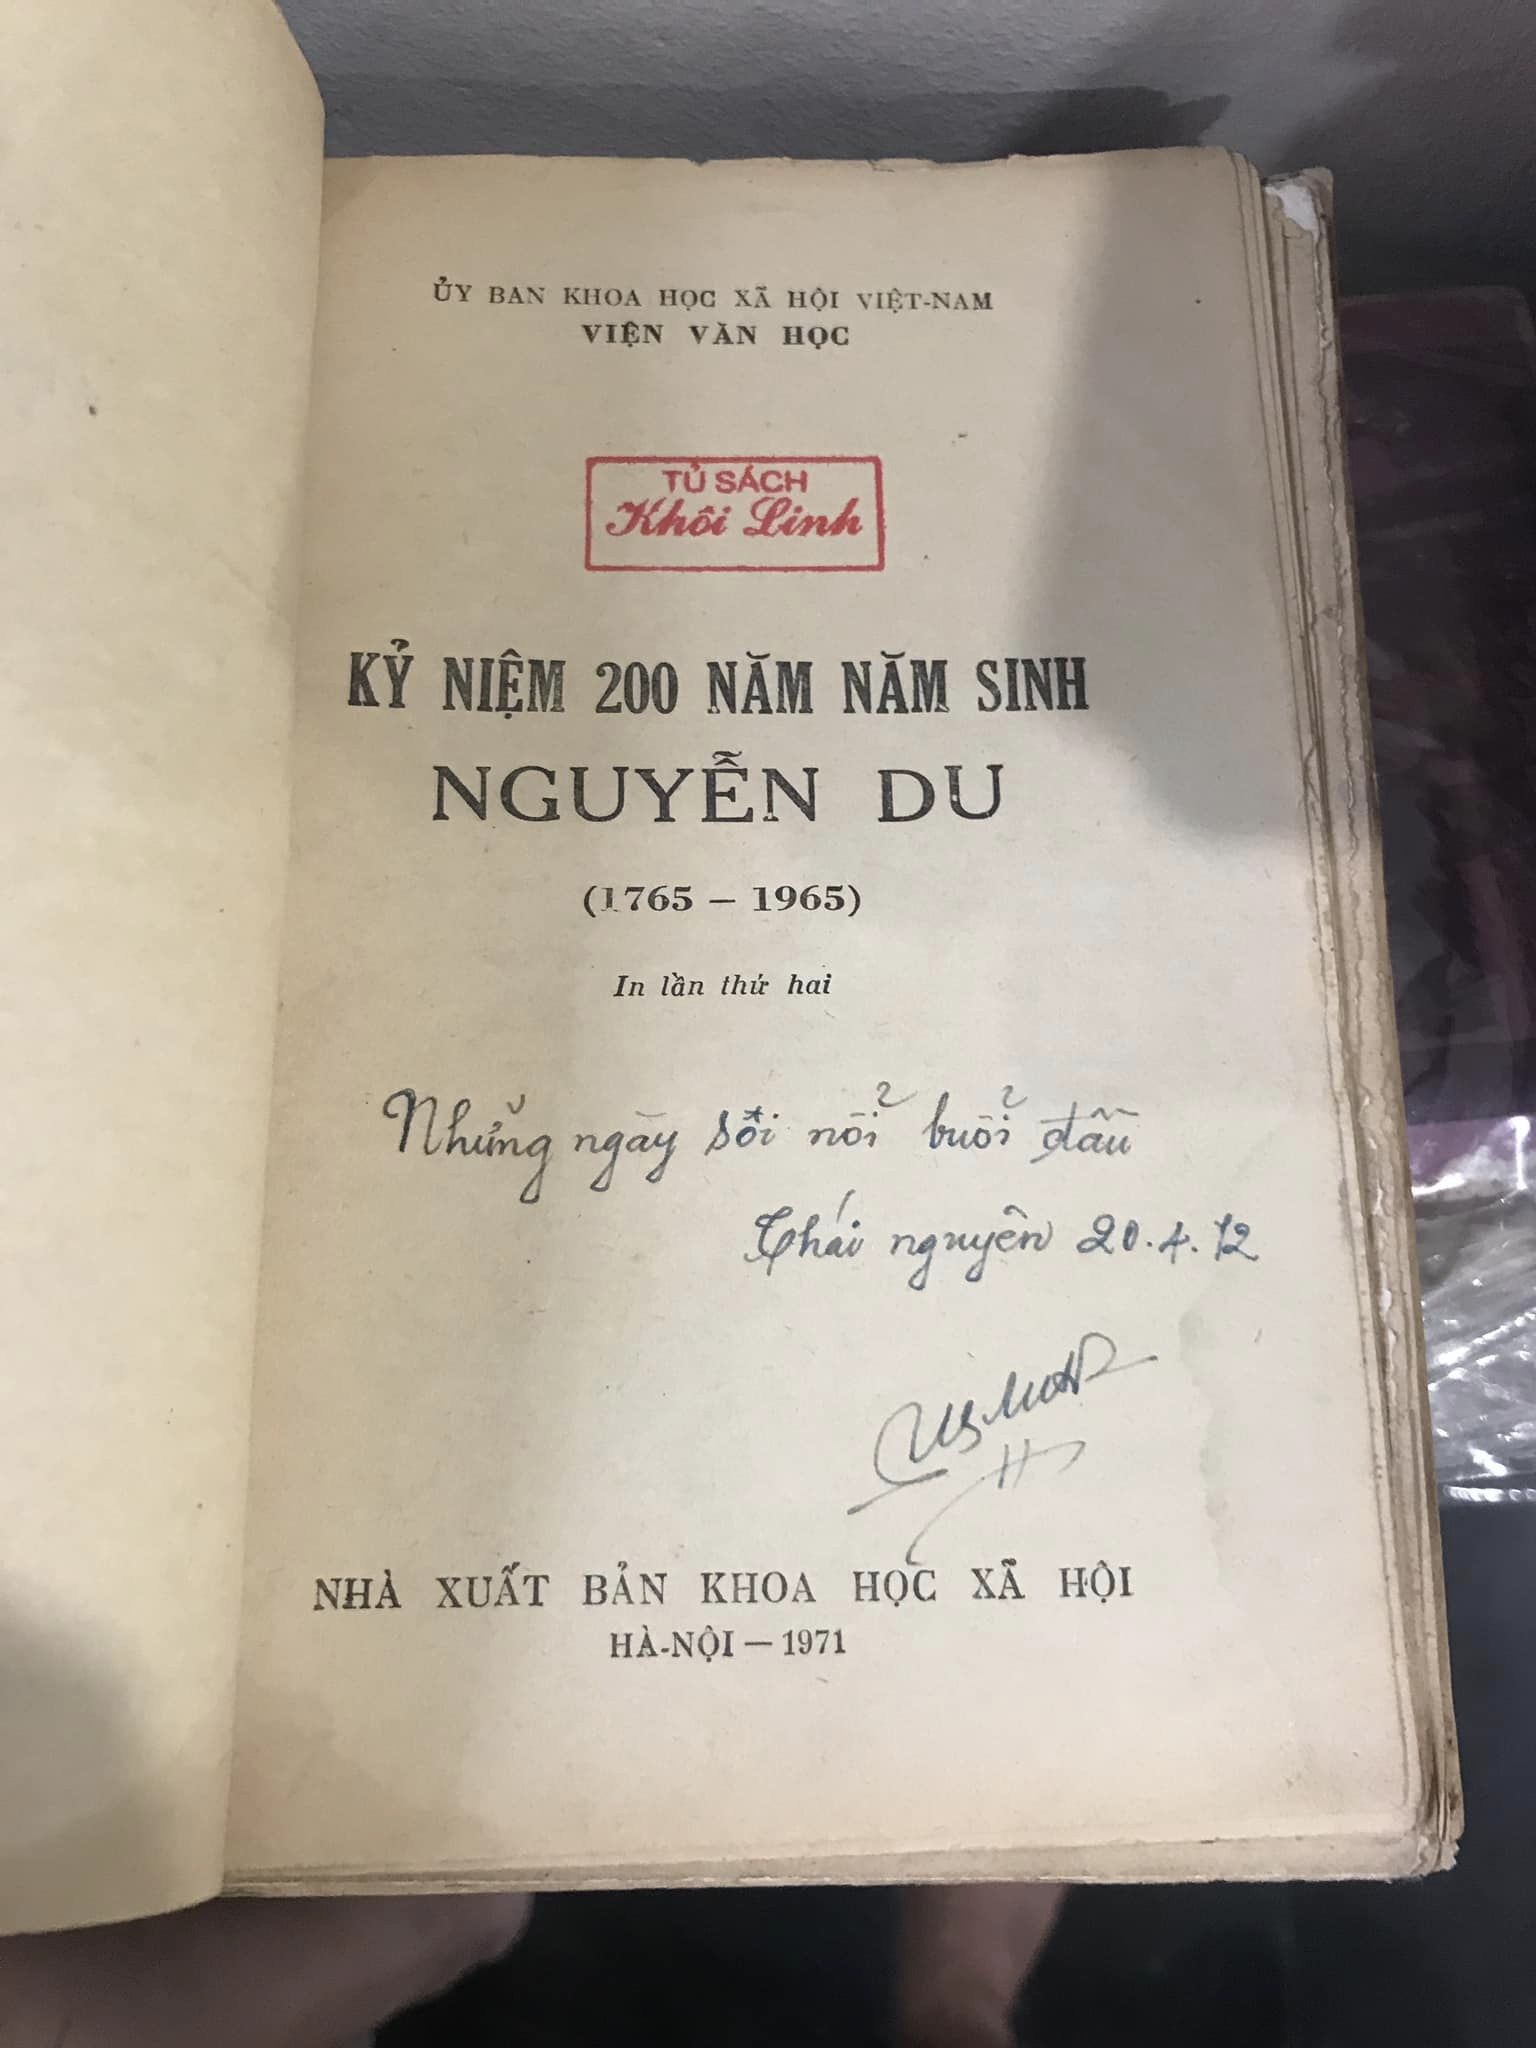 ỦY BAN KHOA HỌC XÃ HỘI VIỆT-NAM
VIỆN VĂN HỌC
TỦ SÁCH
Khôi Linh
KỶ NIỆM 200 NĂM NĂM SINH
NGUYỄN DU
(1765 – 1965)
In lần thứ hai
Những ngày sôi nổi buổi đầu
Thái nguyên 20.4.72
NHÀ XUẤT BẢN KHOA HỌC XÃ HỘI
HÀ-NỘI — 1971